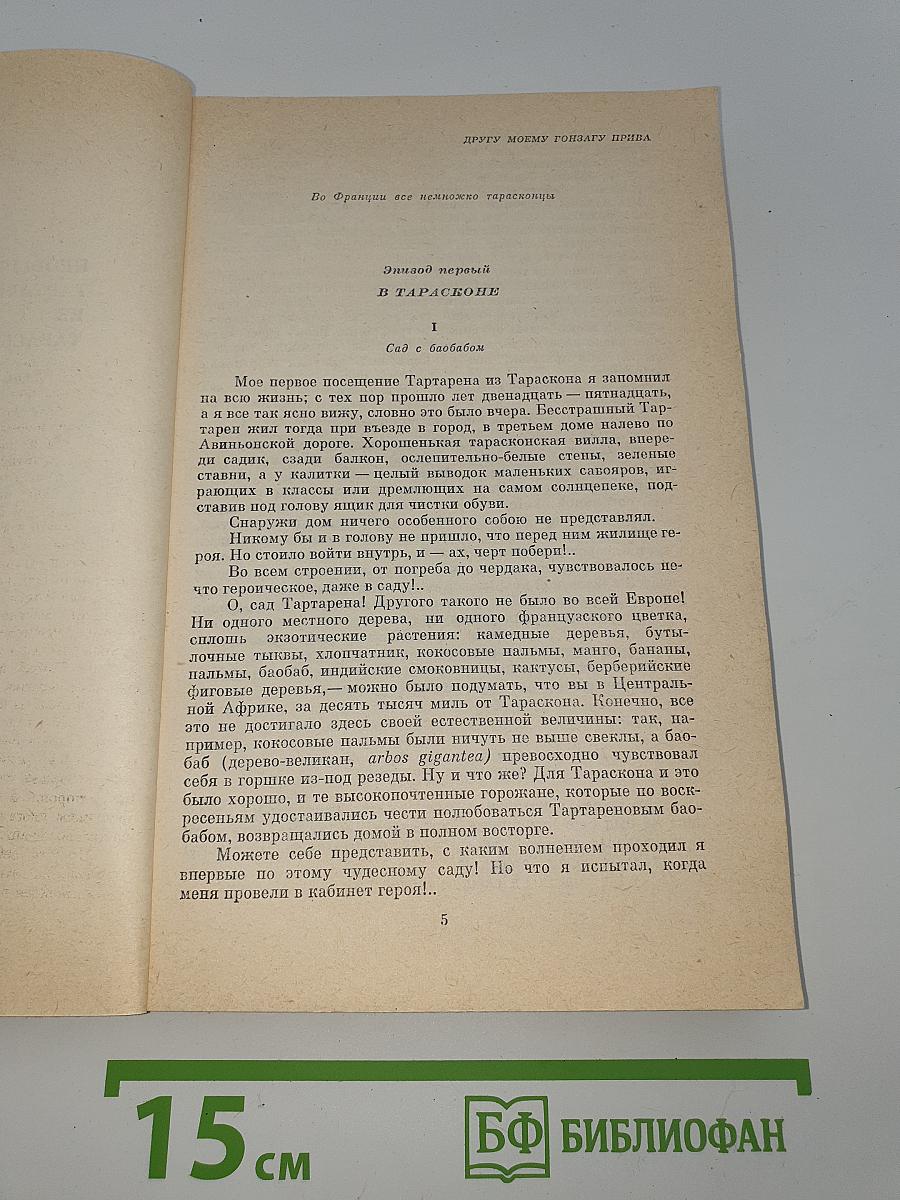 ДРУГУ МОЕМУ ГОНЗАГУ ПРИВА
Во Франции все немножко тарасконцы
Эпизод первый
В ТАРАСКОНЕ
I
Сад с баобабом
Мое первое посещение Тартарена из Тараскона я запомнил
на всю жизнь; с тех пор прошло лет двенадцать — пятнадцать,
а я все так ясно вижу, словно это было вчера. Бесстрашный Тар-
тарен жил тогда при въезде в город, в третьем доме налево по
Авиньонской дороге. Хорошенькая тарасконская вилла, впере-
ди садик, сзади балкон, ослепительно-белые стены, зеленые
ставни, а у калитки — целый выводок маленьких савояров, иг-
рающих в классы или дремлющих на самом солнцепеке, под-
ставив под голову ящик для чистки обуви.
Снаружи дом ничего особенного собою не представлял.
Никому бы и в голову не пришло, что перед ним жилище ге-
роя. Но стоило войти внутрь, и — ах, черт побери!..
Во всем строении, от погреба до чердака, чувствовалось не-
что героическое, даже в саду!..
О, сад Тартарена! Другого такого не было во всей Европе!
Ни одного местного дерева, ни одного французского цветка,
сплошь экзотические растения: камедные деревья, буты-
лочные тыквы, хлопчатник, кокосовые пальмы, манго, бананы,
пальмы, баобаб, индийские смоковницы, кактусы, берберийские
фиговые деревья,— можно было подумать, что вы в Централь-
ной Африке, за десять тысяч миль от Тараскона. Конечно, все
это не достигало здесь своей естественной величины: так, на-
пример, кокосовые пальмы были ничуть не выше свеклы, а бао-
баб (дерево-великан, arbos gigantea) превосходно чувствовал
себя в горшке из-под резеды. Ну и что же? Для Тараскона и это
было хорошо, и те высокопочтенные горожане, которые по воск-
ресеньям удостаивались чести полюбоваться Тартареновым бао-
бабом, возвращались домой в полном восторге.
Можете себе представить, с каким волнением проходил я
впервые по этому чудесному саду! Но что я испытал, когда
меня провели в кабинет героя!..
5
15 см
БФ БИБЛИОФАН